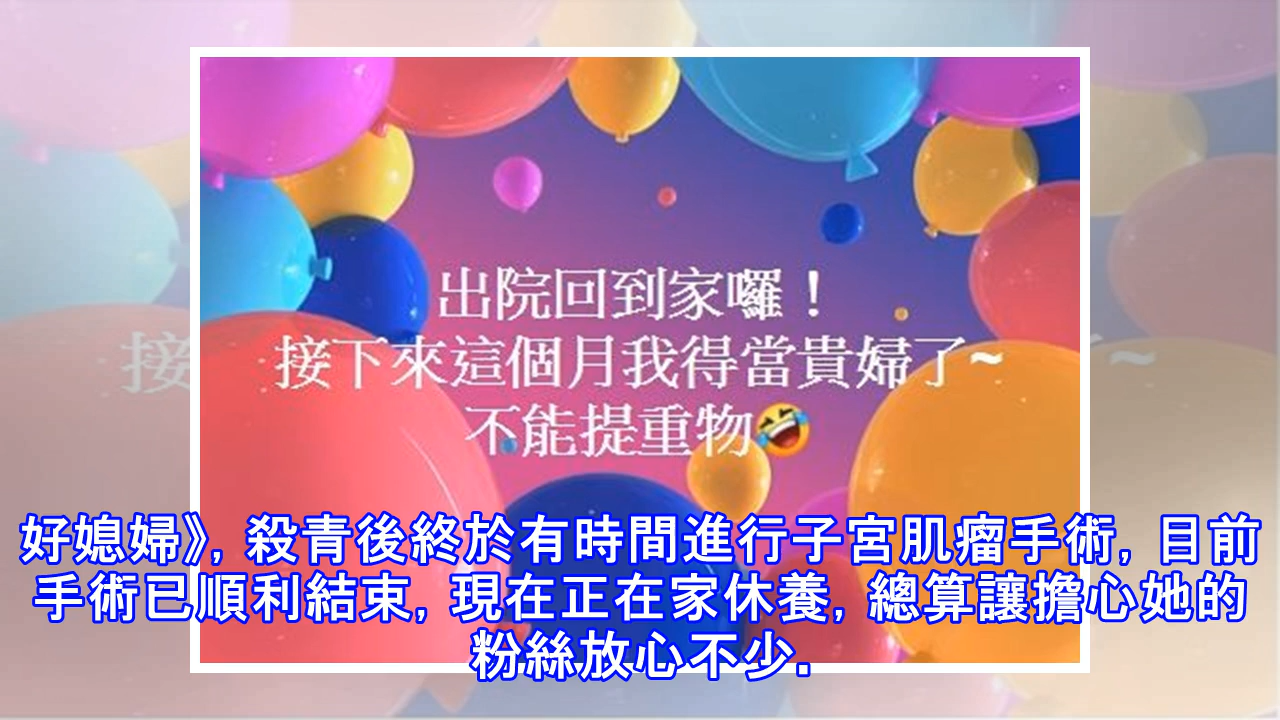 出院回到家囉！
接下來這個月我得當貴婦了~
不能提重物🤣
好媳婦》, 殺青後終於有時間進行子宮肌瘤手術, 目前
手術已順利結束, 現在正在家休養, 總算讓擔心她的
粉絲放心不少.